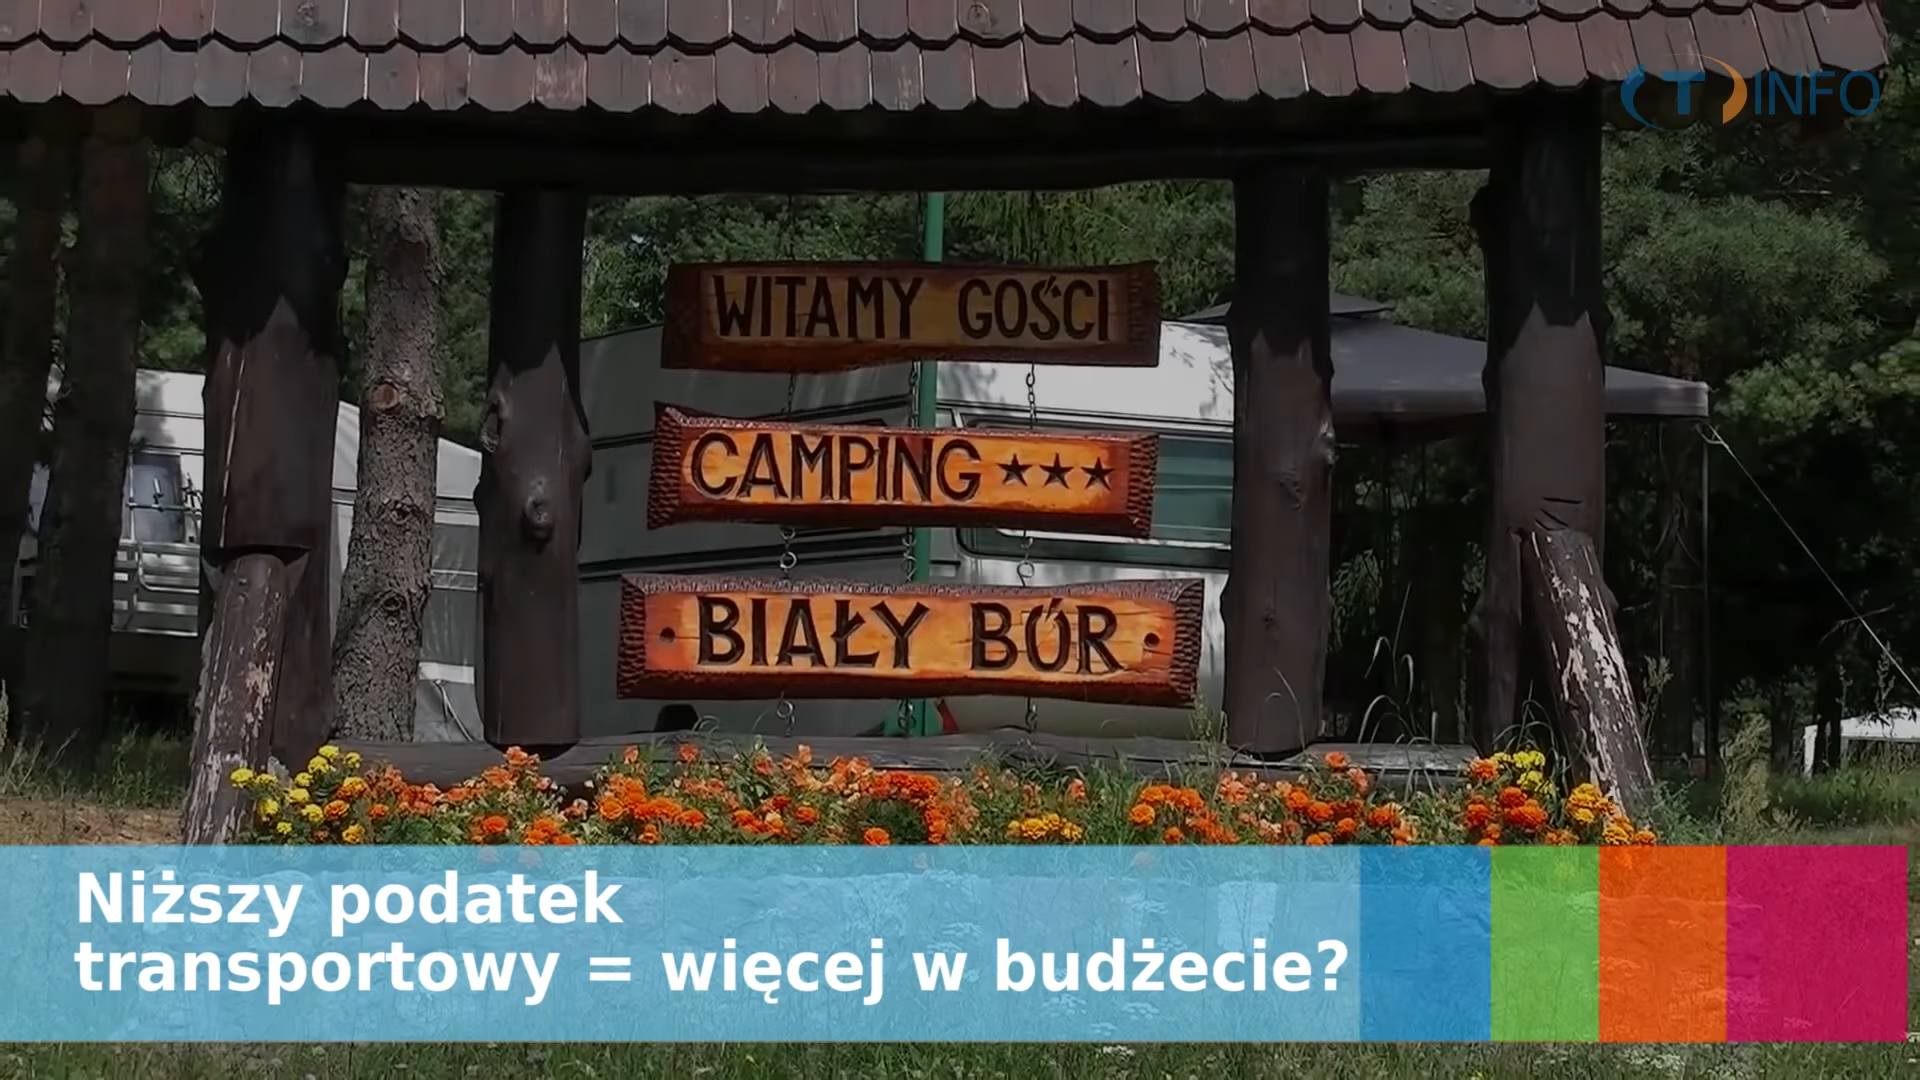 T INFO
WITAMY GOŚCI
CAMPING ★★★
BIAŁY BÓR
Niższy podatek
transportowy = więcej w budżecie?